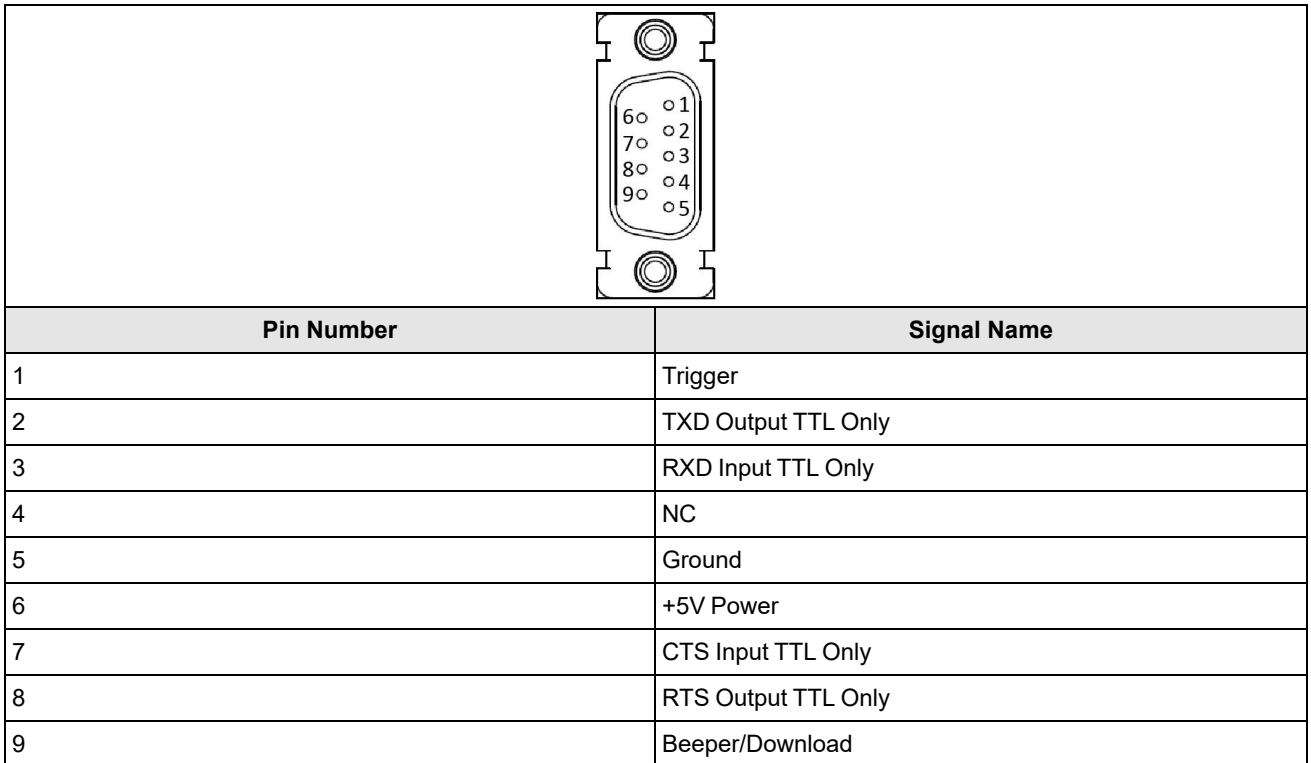 6 1
7 2
8 3
9 4
5
Pin Number Signal Name
1 Trigger
2 TXD Output TTL Only
3 RXD Input TTL Only
4 NC
5 Ground
6 +5V Power
7 CTS Input TTL Only
8 RTS Output TTL Only
9 Beeper/Download